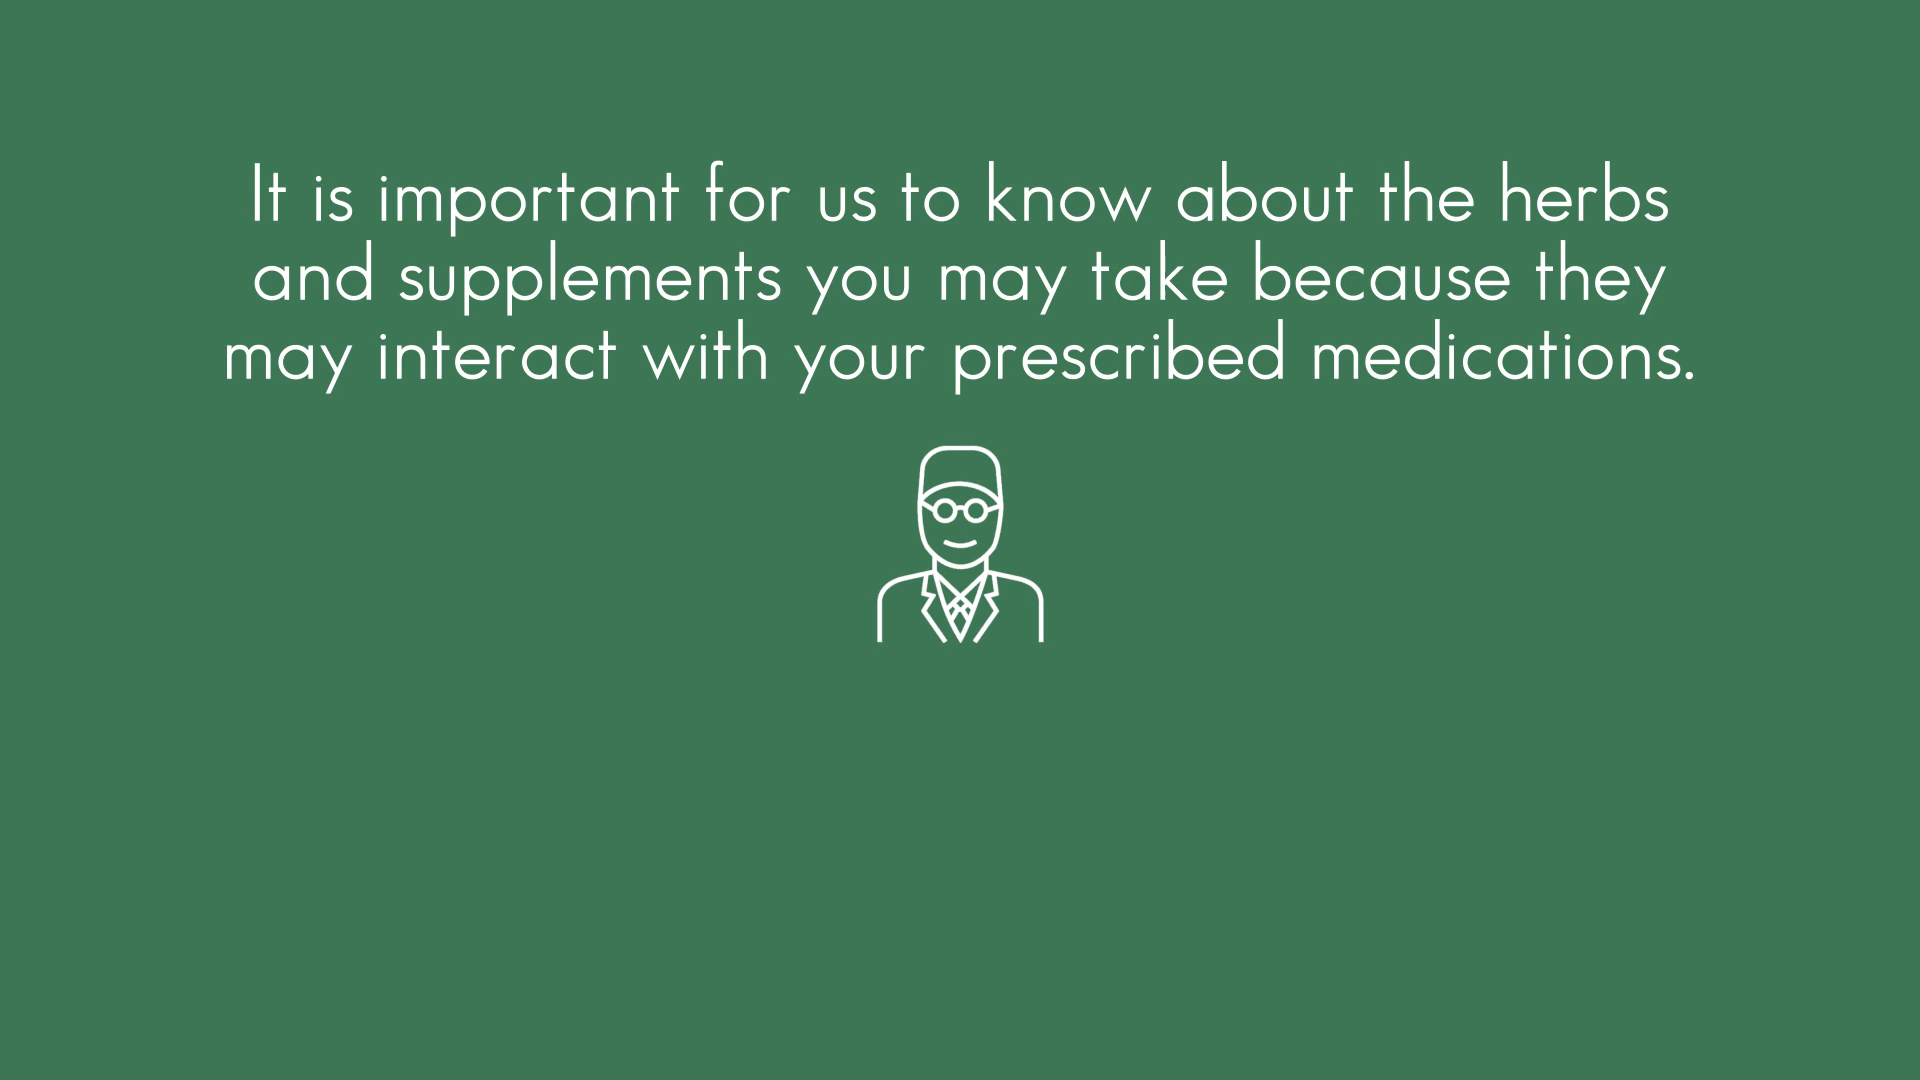 It is important for us to know about the herbs
and supplements you may take because they
may interact with your prescribed medications.